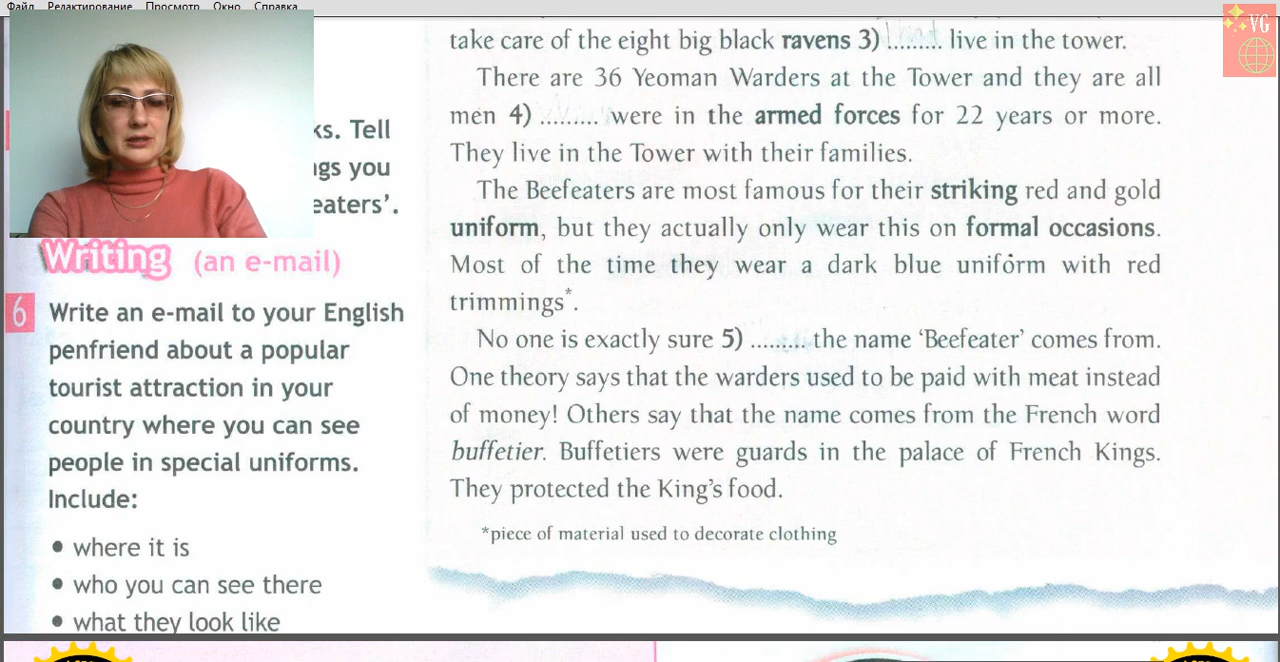 Файл Редактирование Просмотр Окно Справка
VG
ks. Tell
ngs you
eaters'.
Writing (an e-mail)
6 Write an e-mail to your English
penfriend about a popular
tourist attraction in your
country where you can see
people in special uniforms.
Include:
• where it is
• who you can see there
• what they look like
take care of the eight big black ravens 3) ......... live in the tower.
There are 36 Yeoman Warders at the Tower and they are all
men 4) ......... were in the armed forces for 22 years or more.
They live in the Tower with their families.
The Beefeaters are most famous for their striking red and gold
uniform, but they actually only wear this on formal occasions.
Most of the time they wear a dark blue uniform with red
trimmings*.
No one is exactly sure 5) ......... the name 'Beefeater' comes from.
One theory says that the warders used to be paid with meat instead
of money! Others say that the name comes from the French word
buffetier. Buffetiers were guards in the palace of French Kings.
They protected the King's food.
*piece of material used to decorate clothing